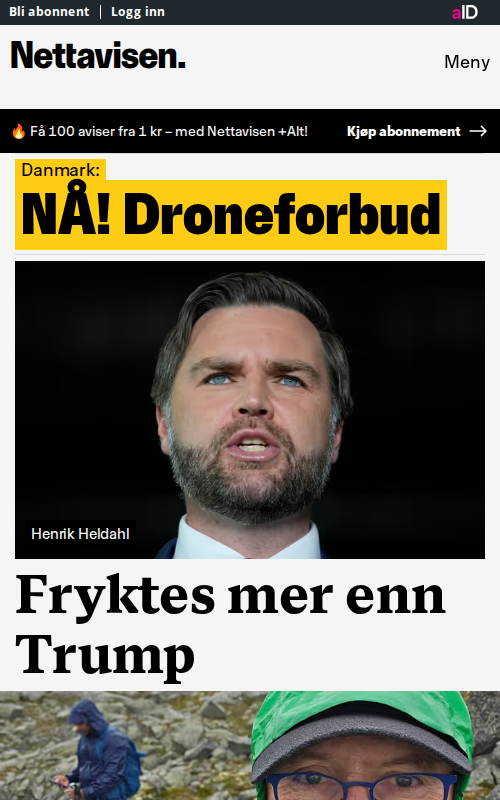 Bli abonnent | Logg inn
aID
Nettavisen.
Meny
🔥 Få 100 aviser fra 1 kr – med Nettavisen +Alt!
Kjøp abonnement →
Danmark:
NÅ! Droneforbud
Henrik Heldahl
Fryktes mer enn
Trump